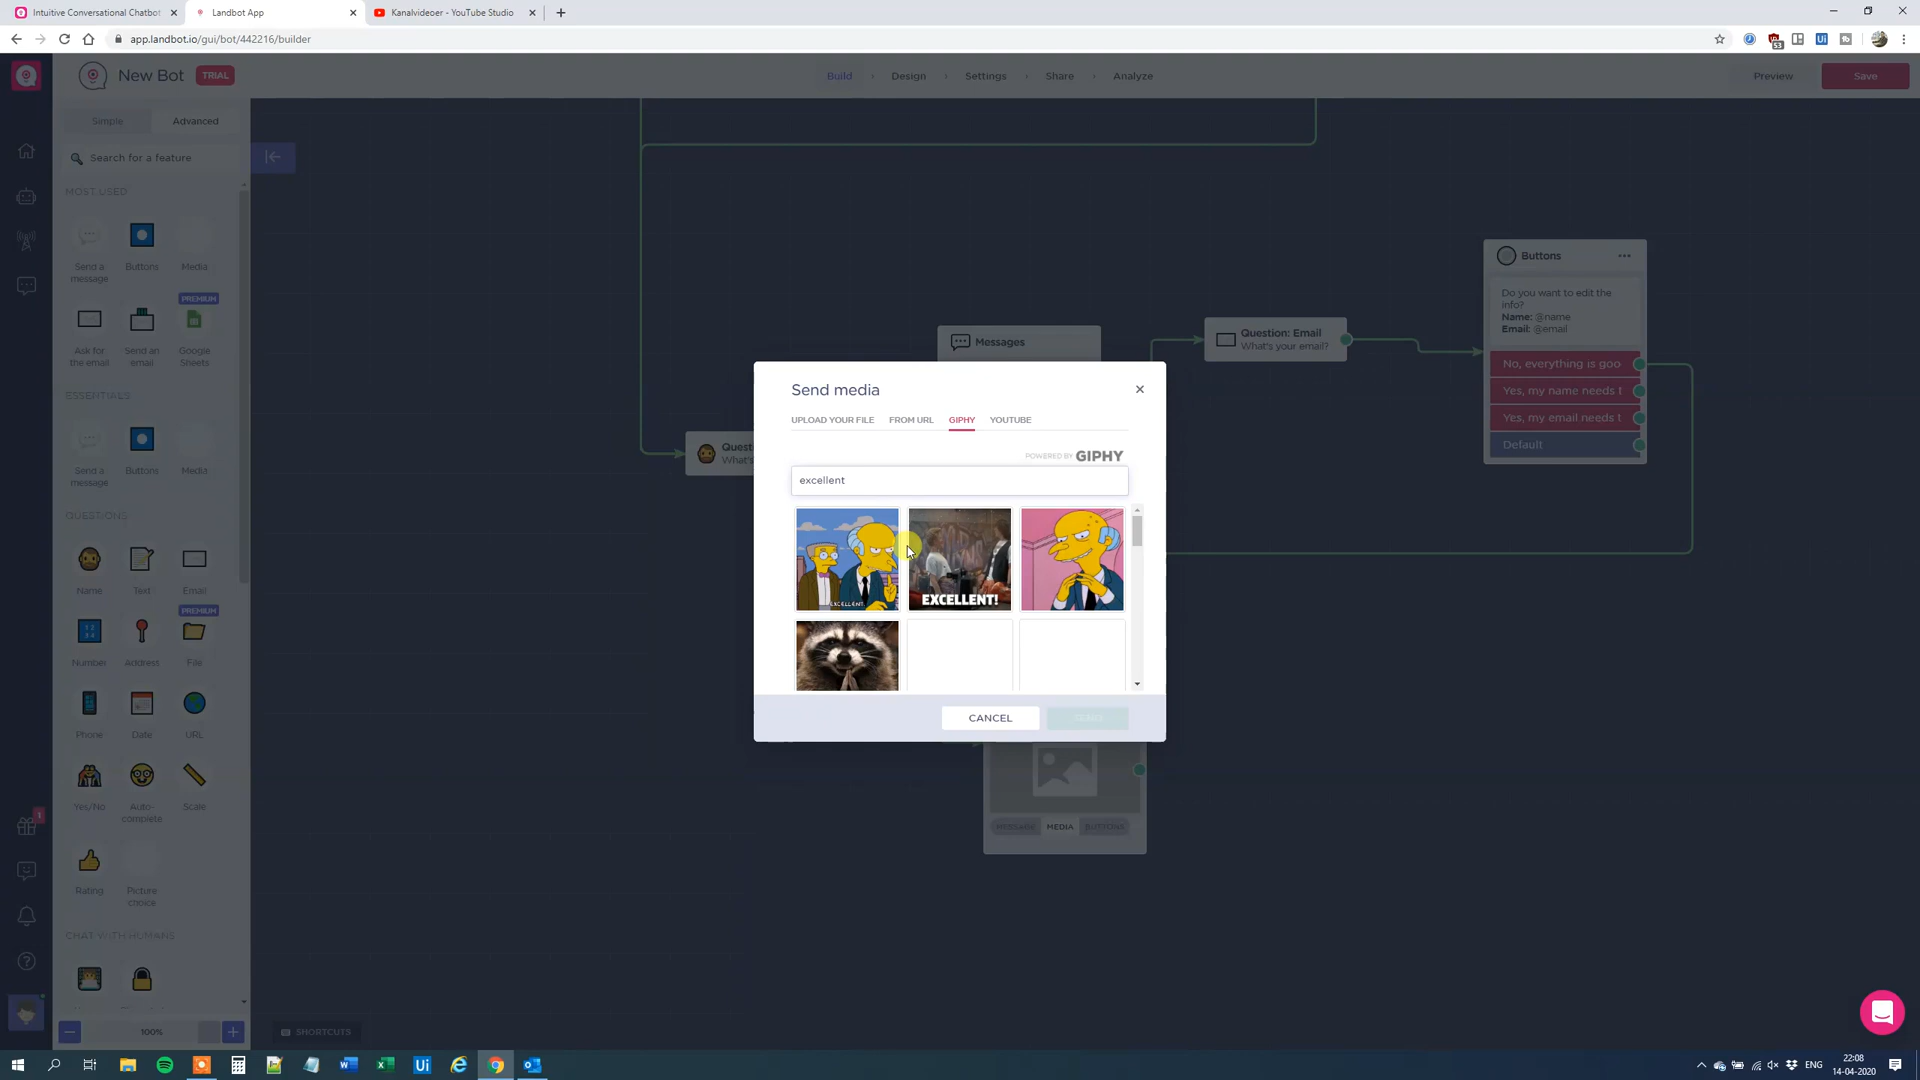 Intuitive Conversational Chatbot
Landbot App
Kanalvideoer - YouTube Studio
app.landbot.io/gui/bot/442216/builder
53
New Bot
TRIAL
Build
Design
Settings
Share
Analyze
Preview
Save
Simple
Advanced
Search for a feature
MOST USED
Send a message
Buttons
Media
PREMIUM
Ask for the email
Send an email
Google Sheets
ESSENTIALS
Send a message
Buttons
Media
QUESTIONS
Name
Text
Email
PREMIUM
Number
Address
File
Phone
Date
URL
Yes/No
Auto-complete
Scale
Rating
Picture choice
CHAT WITH HUMANS
100%
SHORTCUTS
1
Messages
Question: Email
What's your email?
Buttons
Do you want to edit the
info?
Name: @name
Email: @email
No, everything is goo
Yes, my name needs t
Yes, my email needs t
Default
Send media
UPLOAD YOUR FILE
FROM URL
GIPHY
YOUTUBE
POWERED BY GIPHY
excellent
EXCELLENT.
EXCELLENT!
CANCEL
MESSAGE
MEDIA
BUTTONS
ENG
22:08
14-04-2020